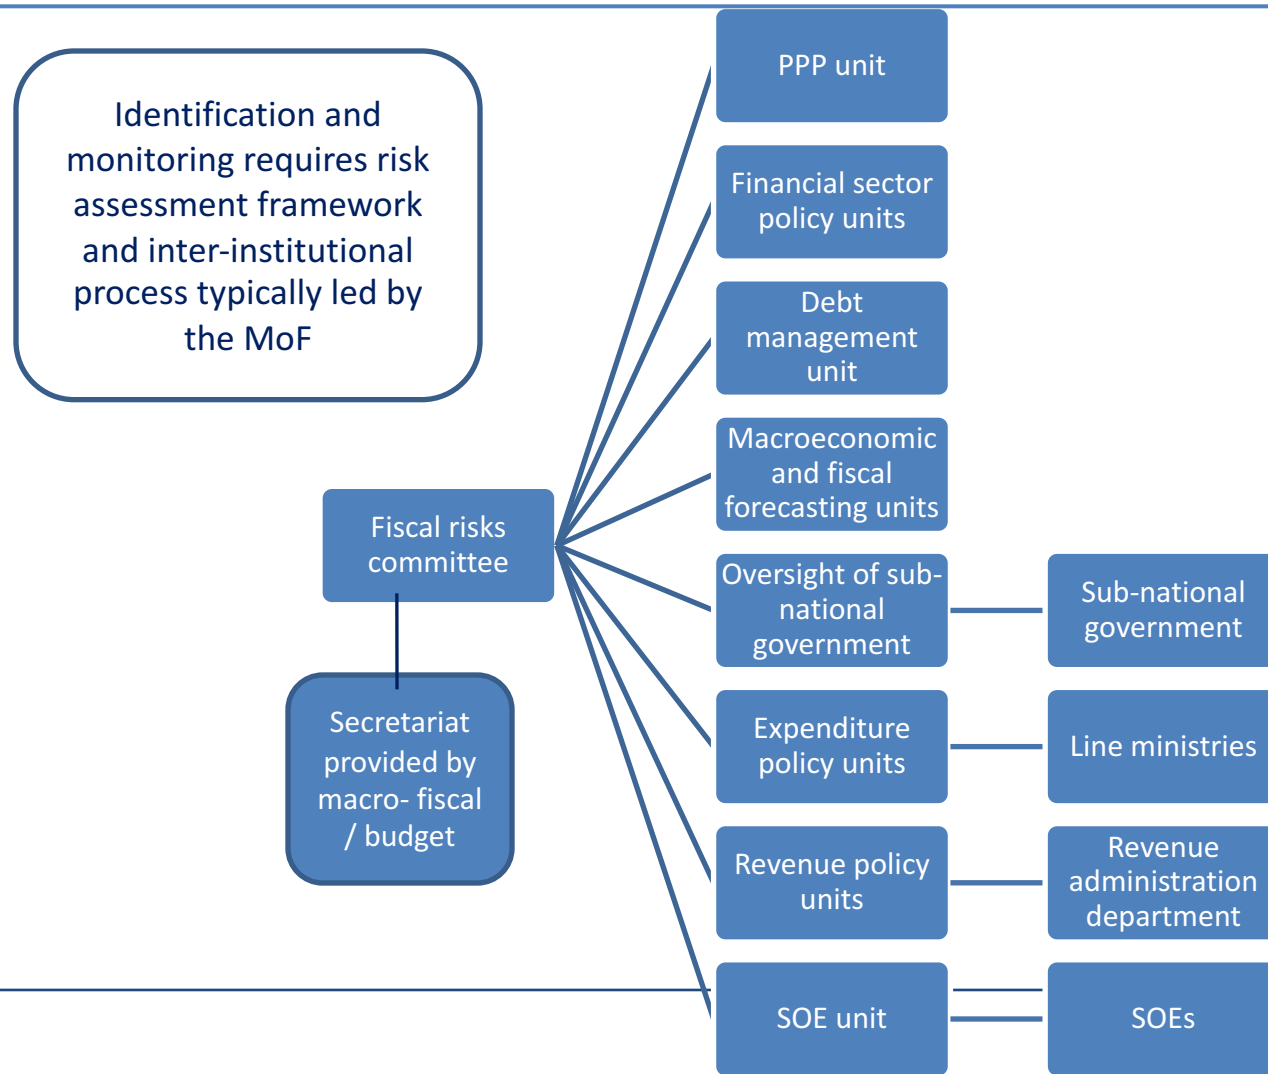 Identification and
monitoring requires risk
assessment framework
and inter-institutional
process typically led by
the MoF
Fiscal risks
committee
Secretariat
provided by
macro- fiscal
/ budget
PPP unit
Financial sector
policy units
Debt
management
unit
Macroeconomic
and fiscal
forecasting units
Oversight of sub-
national
government
Sub-national
government
Expenditure
policy units
Line ministries
Revenue policy
units
Revenue
administration
department
SOE unit
SOEs